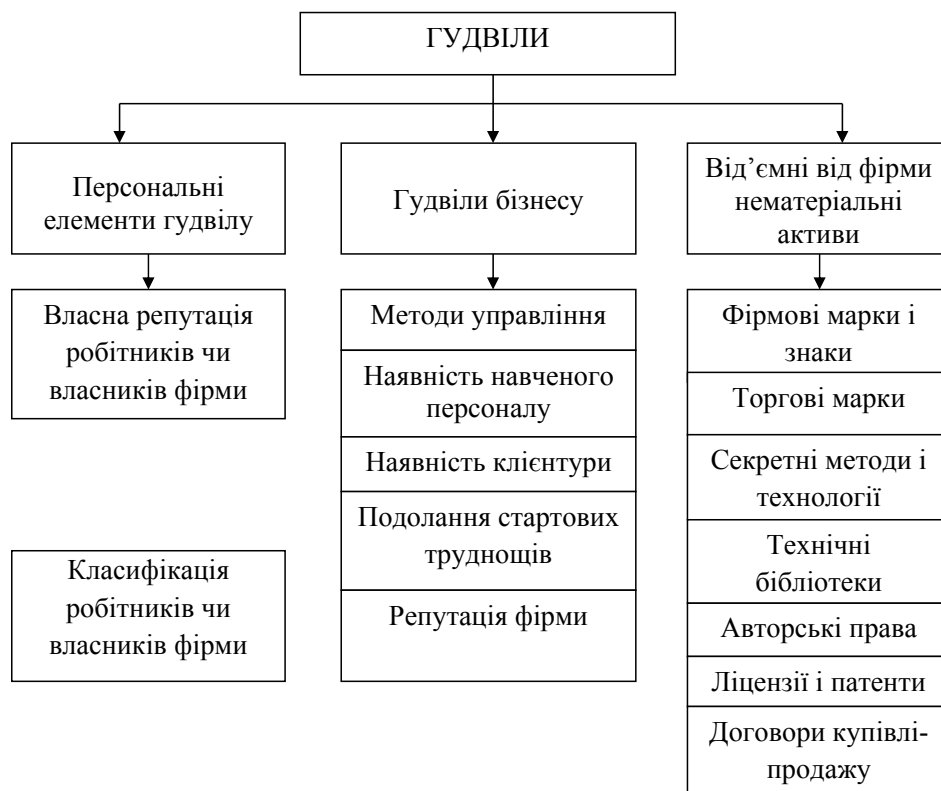 ГУДВІЛИ
Персональні
елементи гудвілу
Гудвіли бізнесу
Від’ємні від фірми
нематеріальні
активи
Власна репутація
робітників чи
власників фірми
Класифікація
робітників чи
власників фірми
Методи управління
Наявність навченого
персоналу
Наявність клієнтури
Подолання стартових
труднощів
Репутація фірми
Фірмові марки і
знаки
Торгові марки
Секретні методи і
технології
Технічні
бібліотеки
Авторські права
Ліцензії і патенти
Договори купівлі-
продажу